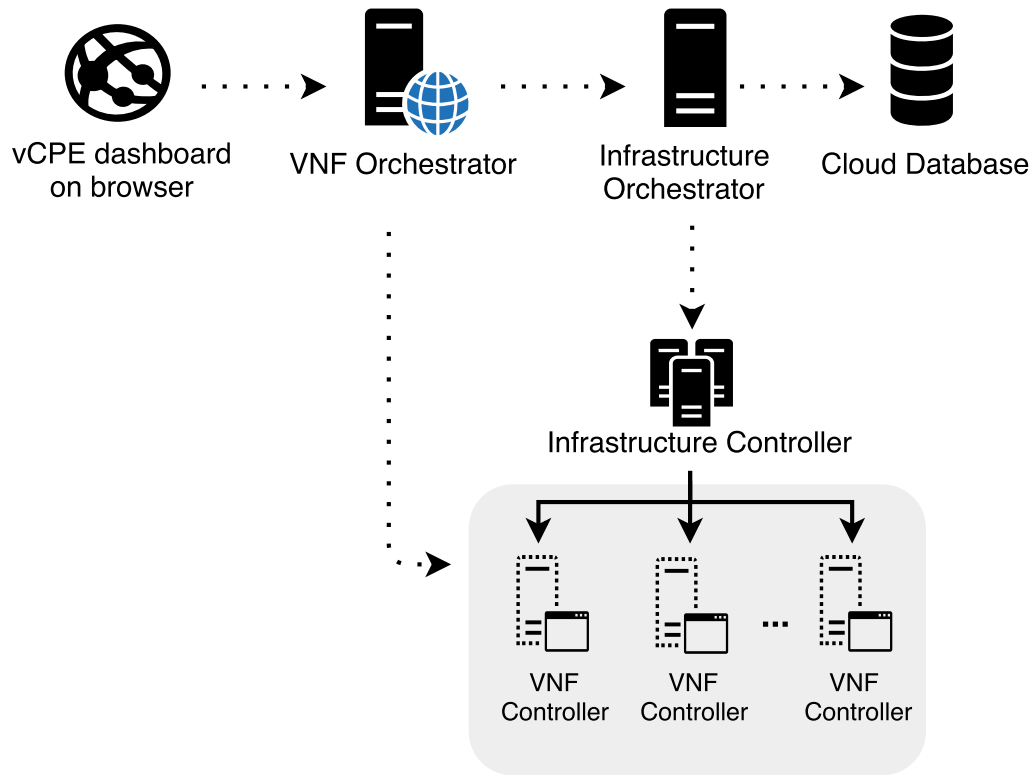 vCPE dashboard
on browser
VNF Orchestrator
Infrastructure
Orchestrator
Cloud Database
Infrastructure Controller
VNF
Controller
VNF
Controller
...
VNF
Controller